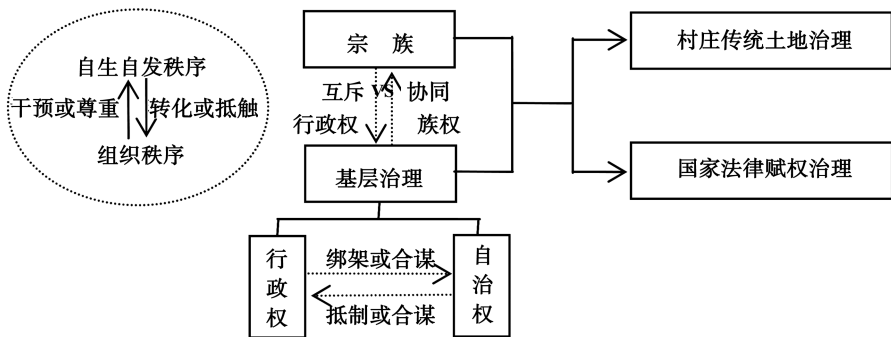 自生自发秩序
干预或尊重
转化或抵触
组织秩序
宗 族
互斥 VS 协同
行政权
族权
基层治理
行政权
绑架或合谋
抵制或合谋
自治权
村庄传统土地治理
国家法律赋权治理